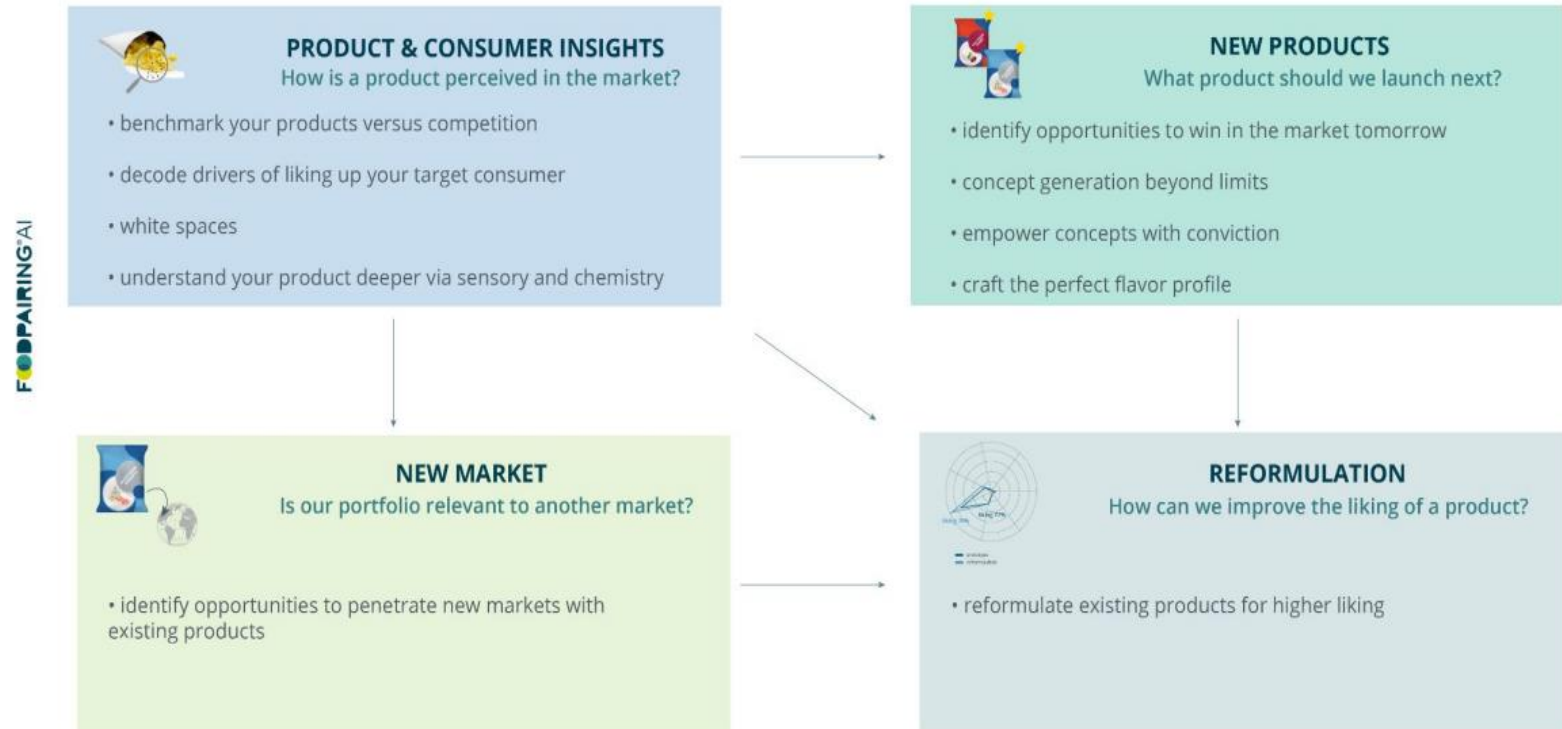 FOODPAIRING®AI
PRODUCT & CONSUMER INSIGHTS
How is a product perceived in the market?
• benchmark your products versus competition
• decode drivers of liking up your target consumer
• white spaces
• understand your product deeper via sensory and chemistry
NEW PRODUCTS
What product should we launch next?
• identify opportunities to win in the market tomorrow
• concept generation beyond limits
• empower concepts with conviction
• craft the perfect flavor profile
NEW MARKET
Is our portfolio relevant to another market?
• identify opportunities to penetrate new markets with
existing products
REFORMULATION
How can we improve the liking of a product?
• reformulate existing products for higher liking